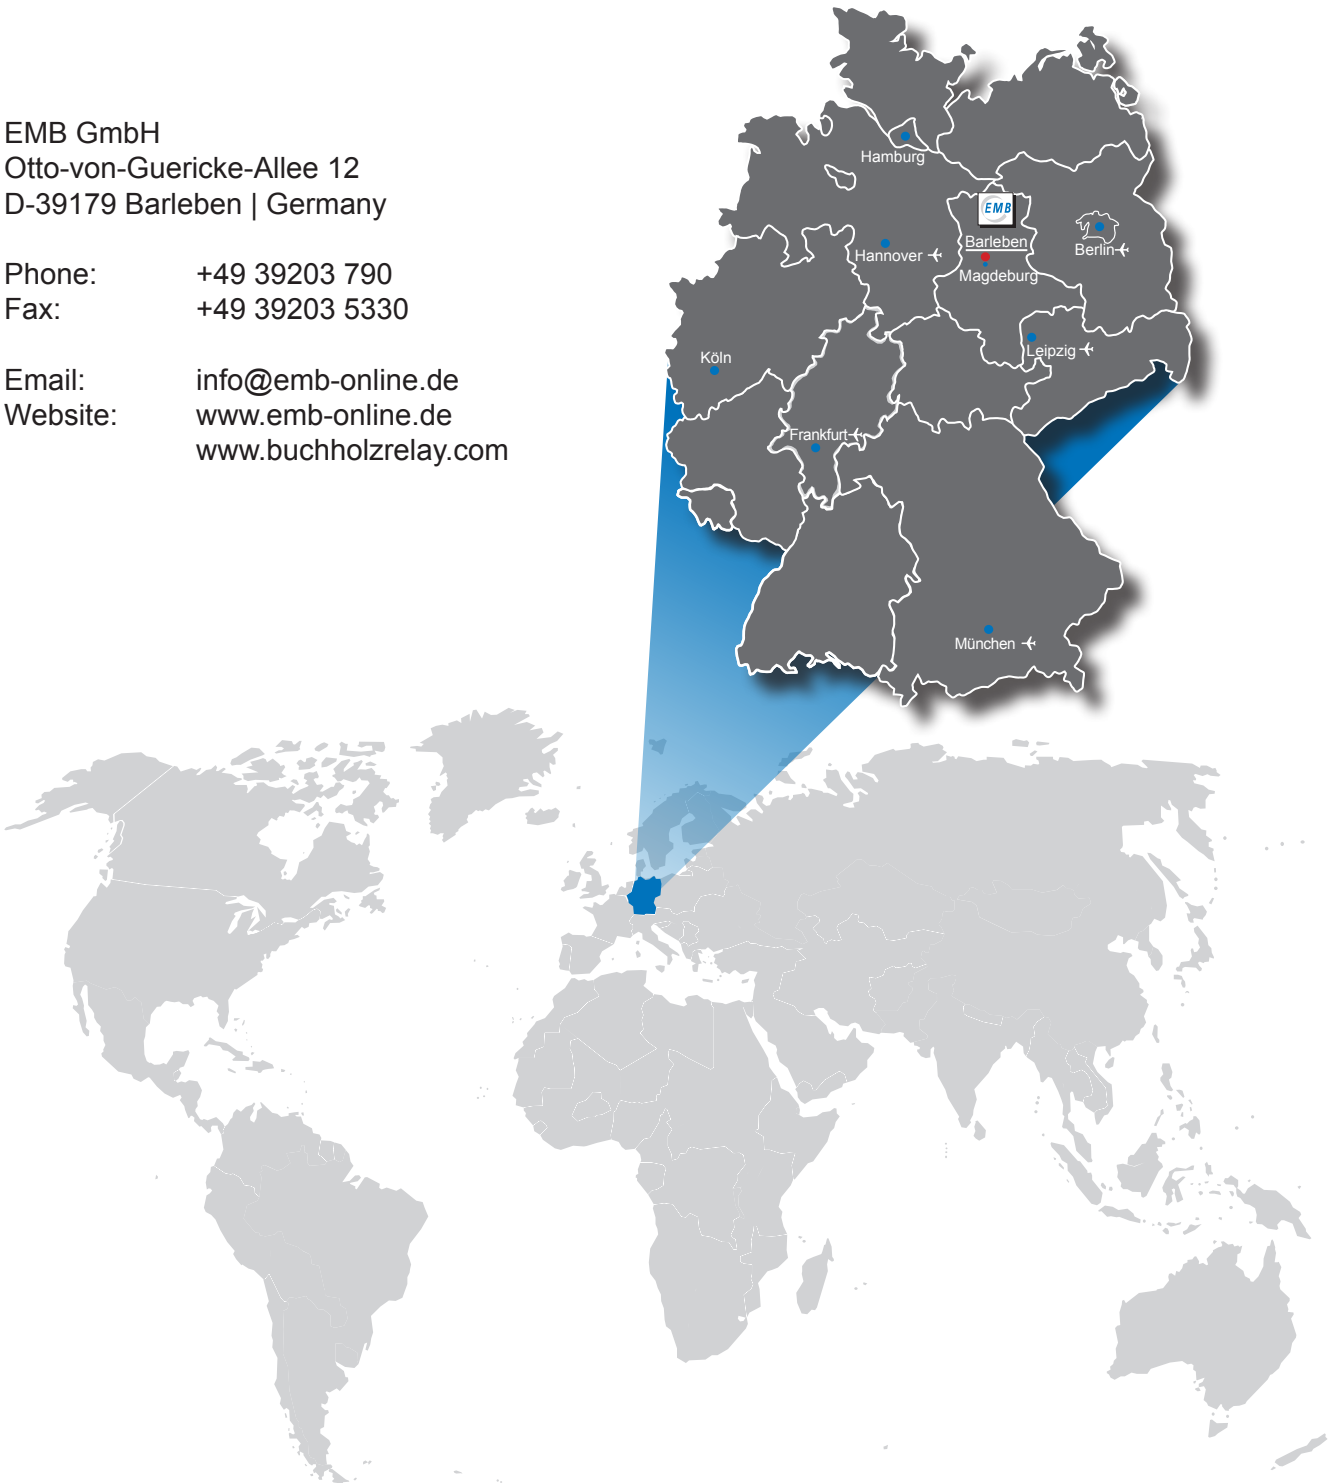 EMB GmbH
Otto-von-Guericke-Allee 12
D-39179 Barleben | Germany
Phone: +49 39203 790
Fax: +49 39203 5330
Email: info@emb-online.de
Website: www.emb-online.de
www.buchholzrelay.com
Hamburg
EMB
Barleben
Hannover
Berlin
Magdeburg
Köln
Leipzig
Frankfurt
München